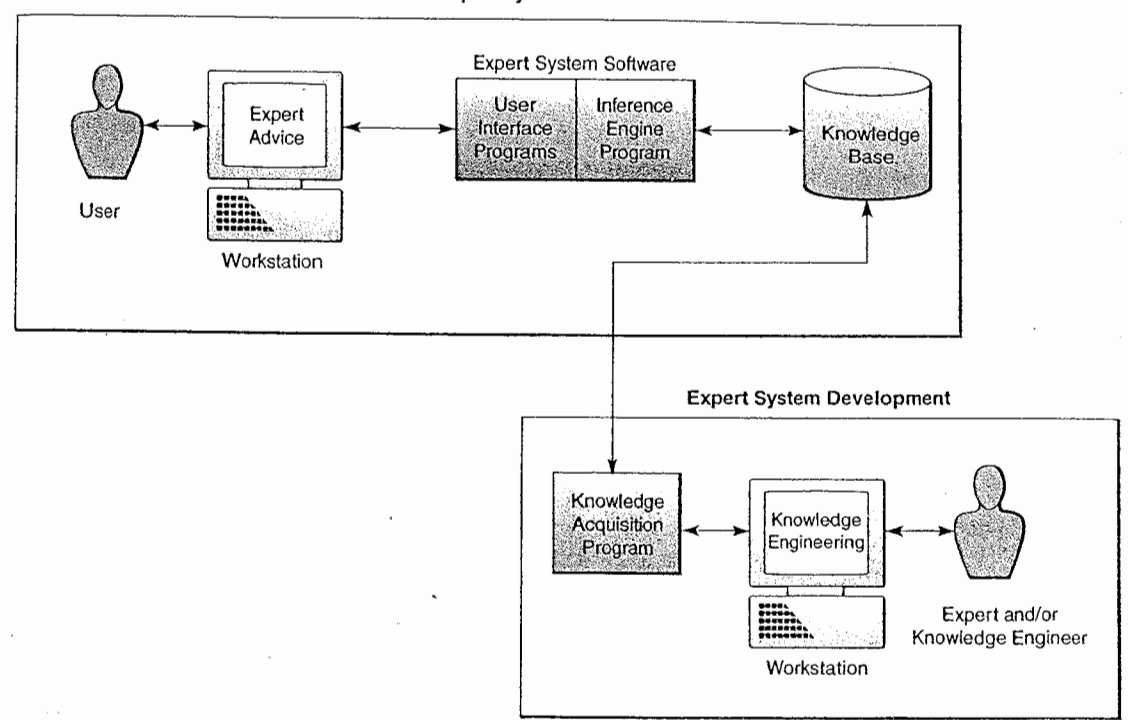 Expert System Software
User
Interface
Programs
Inference
Engine
Program
Expert
Advice
Knowledge
Base.
User
Workstation
Expert System Development
Knowledge
Acquisition
Program
Knowledge
Engineering
Expert and/or
Knowledge Engineer
Workstation